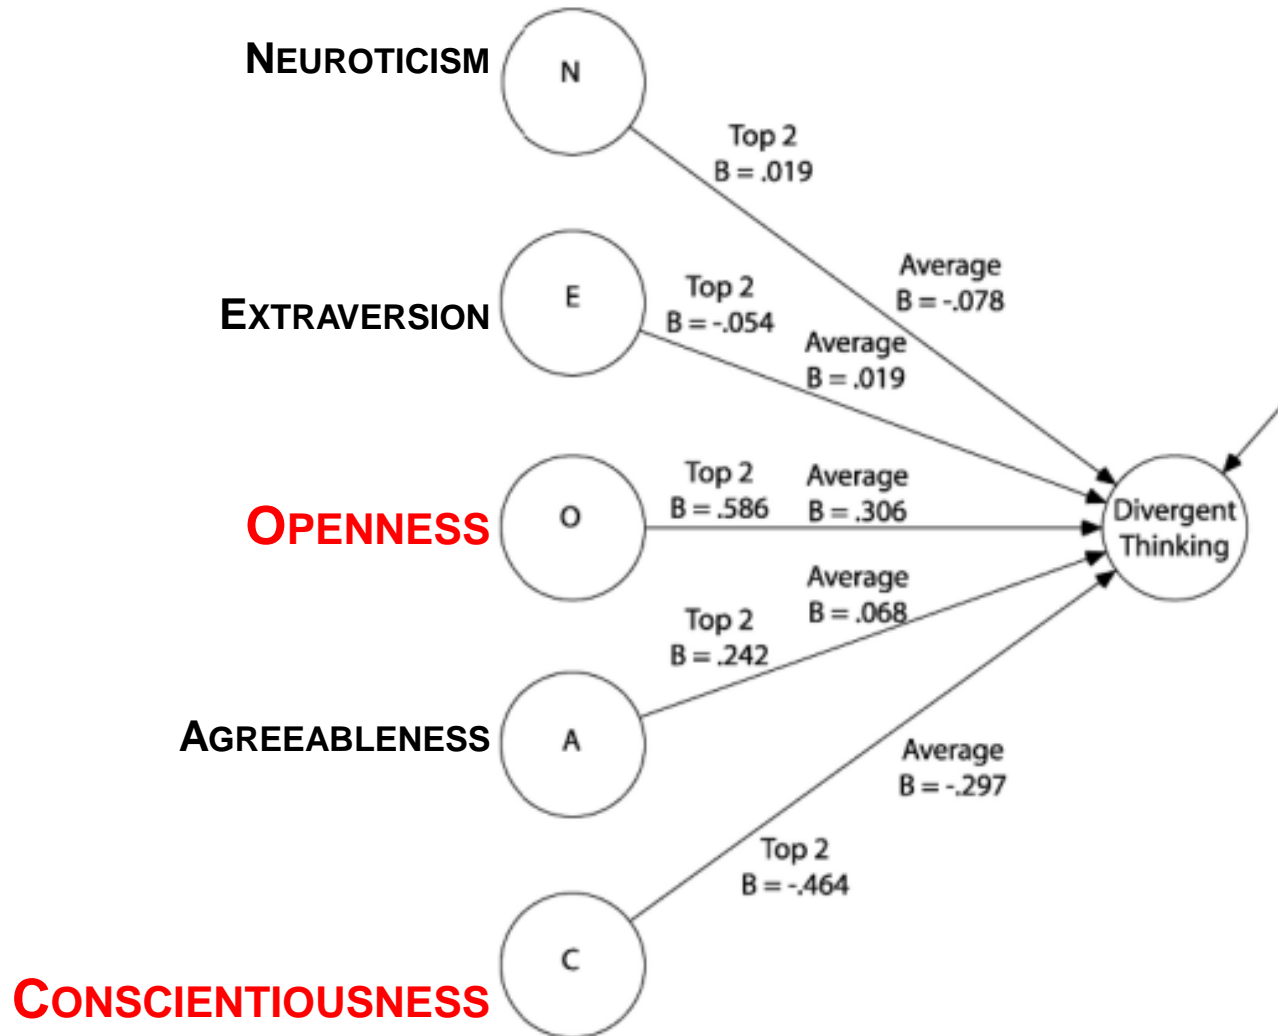 NEUROTICISM
N
Top 2
B = .019
Average
B = -.078
EXTRAVERSION
E
Top 2
B = -.054
Average
B = .019
OPENNESS
O
Top 2
B = .586
Average
B = .306
Divergent
Thinking
Average
B = .068
Top 2
B = .242
AGREEABLENESS
A
Average
B = -.297
Top 2
B = -.464
CONSCIENTIOUSNESS
C